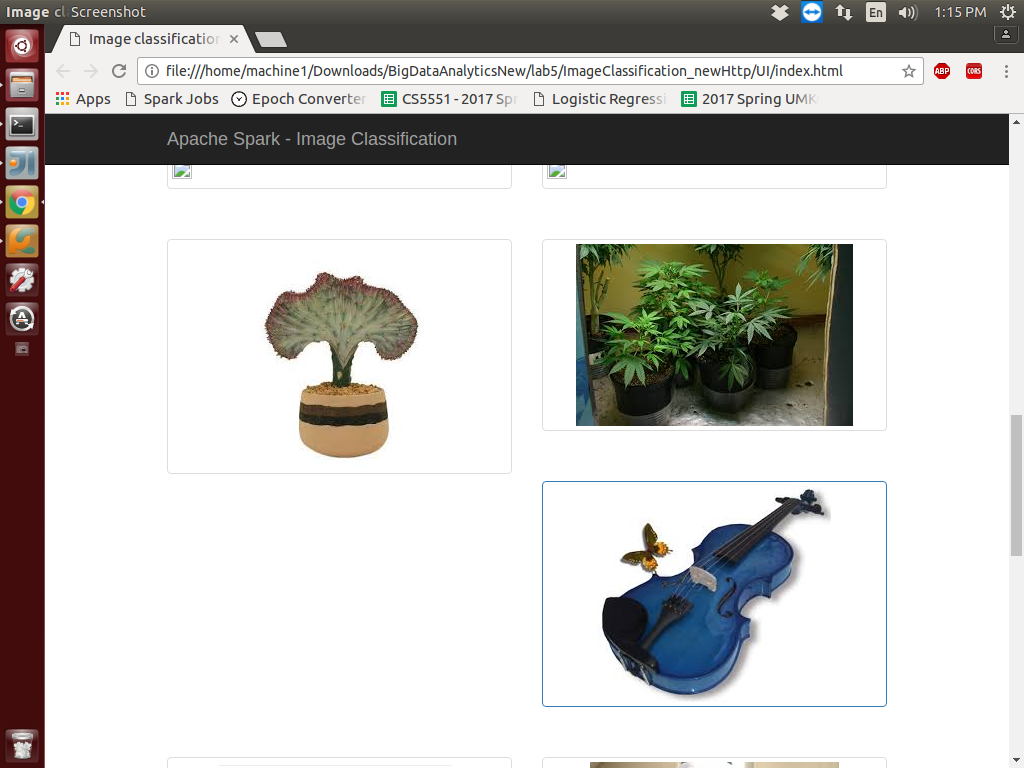 Image cl Screenshot
En
1:15 PM
Image classification
file:///home/machine1/Downloads/BigDataAnalyticsNew/lab5/ImageClassification_newHttp/UI/index.html
ABP
CORS
Apps
Spark Jobs
Epoch Converter
CS5551 - 2017 Spr
Logistic Regressi
2017 Spring UMK
Apache Spark - Image Classification